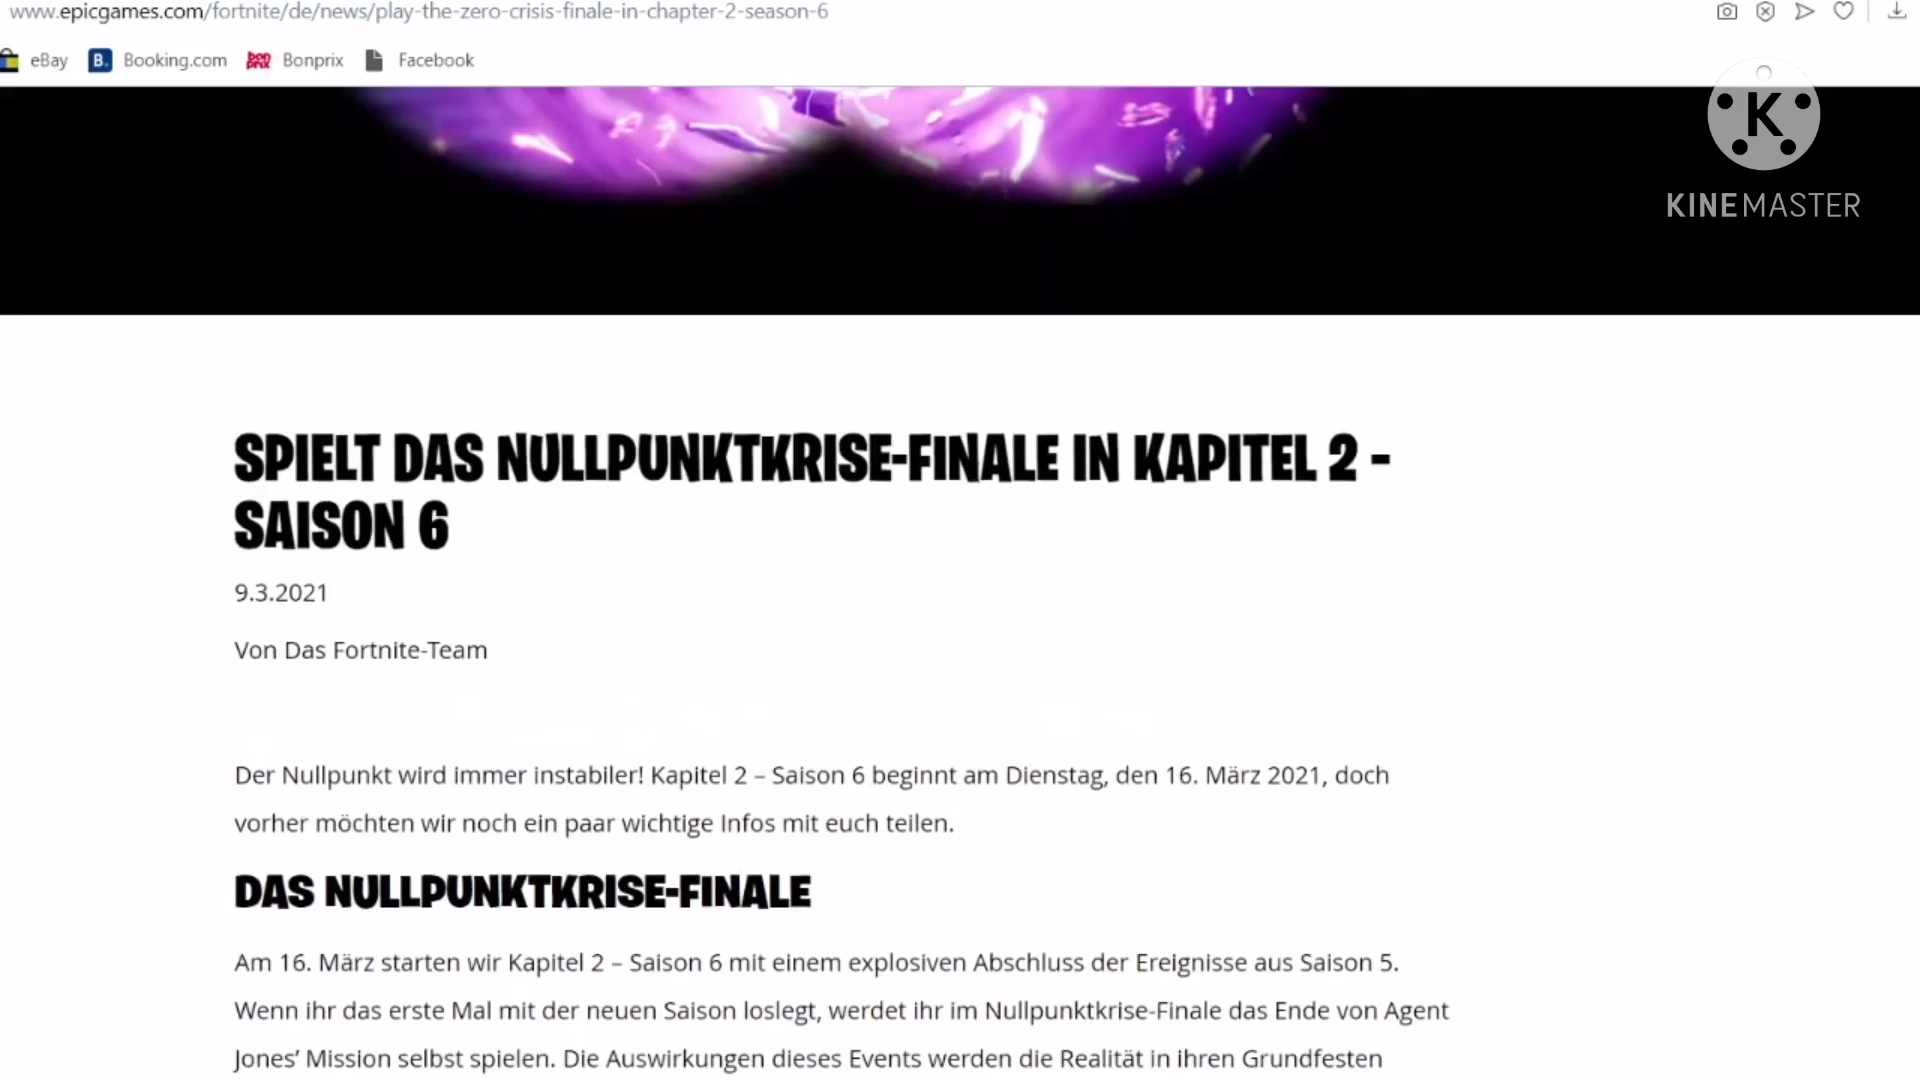 www.epicgames.com/fortnite/de/news/play-the-zero-crisis-finale-in-chapter-2-season-6
eBay B. Booking.com bon prix Bonprix Facebook
K
KINEMASTER
SPIELT DAS NULLPUNKTKRISE-FINALE IN KAPITEL 2 –
SAISON 6
9.3.2021
Von Das Fortnite-Team
Der Nullpunkt wird immer instabiler! Kapitel 2 – Saison 6 beginnt am Dienstag, den 16. März 2021, doch
vorher möchten wir noch ein paar wichtige Infos mit euch teilen.
DAS NULLPUNKTKRISE-FINALE
Am 16. März starten wir Kapitel 2 – Saison 6 mit einem explosiven Abschluss der Ereignisse aus Saison 5.
Wenn ihr das erste Mal mit der neuen Saison loslegt, werdet ihr im Nullpunktkrise-Finale das Ende von Agent
Jones’ Mission selbst spielen. Die Auswirkungen dieses Events werden die Realität in ihren Grundfesten